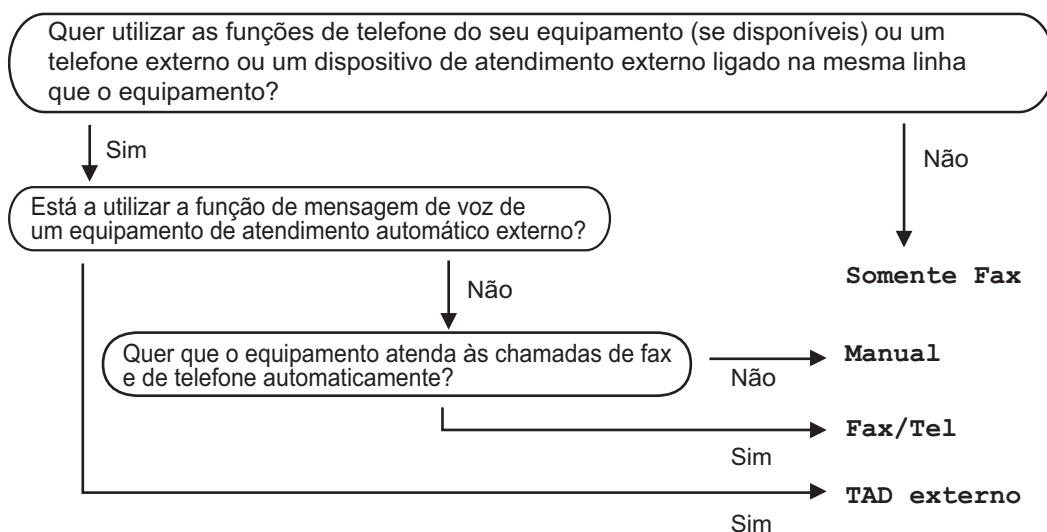 Quer utilizar as funções de telefone do seu equipamento (se disponíveis) ou um
telefone externo ou um dispositivo de atendimento externo ligado na mesma linha
que o equipamento?
Sim
Não
Está a utilizar a função de mensagem de voz de
um equipamento de atendimento automático externo?
Somente Fax
Não
Quer que o equipamento atenda às chamadas de fax
e de telefone automaticamente?
Não
Manual
Sim
Fax/Tel
Sim
TAD externo